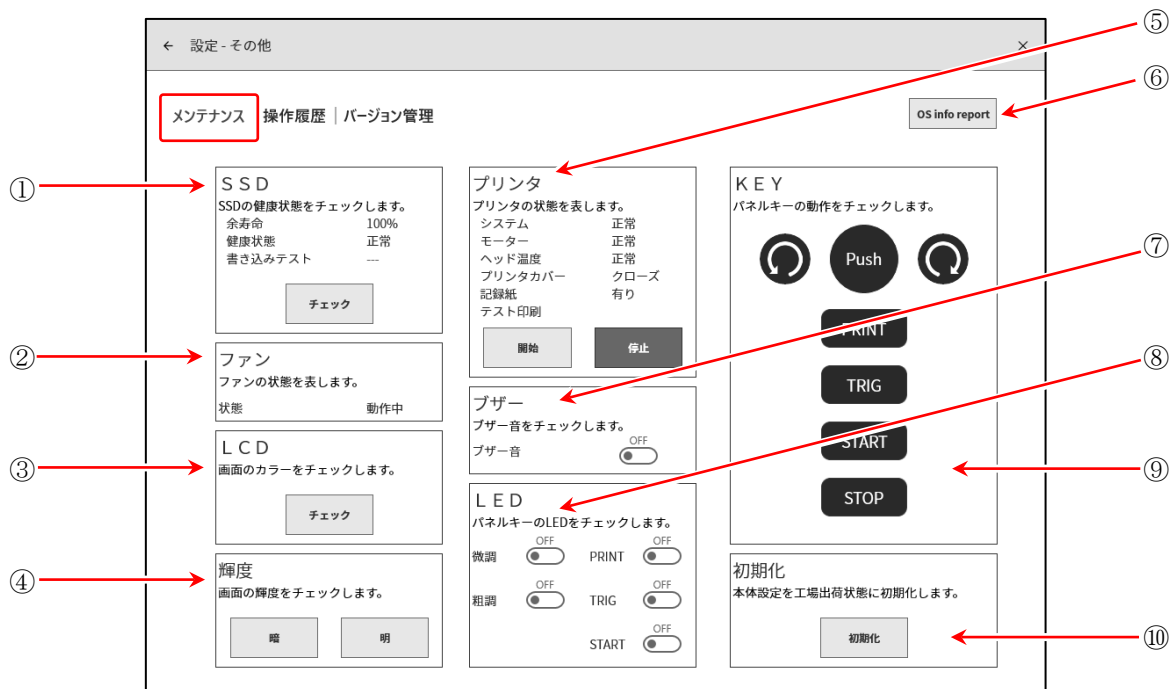 ← 設定 - その他 ×
メンテナンス 操作履歴 | バージョン管理
OS info report
①
SSD
SSDの健康状態をチェックします。
余寿命 100%
健康状態 正常
書き込みテスト ---
チェック
②
ファン
ファンの状態を表します。
状態 動作中
③
LCD
画面のカラーをチェックします。
チェック
④
輝度
画面の輝度をチェックします。
暗 明
⑤
プリンタ
プリンタの状態を表します。
システム 正常
モーター 正常
ヘッド温度 正常
プリンタカバー クローズ
記録紙 有り
テスト印刷
開始 停止
⑥
⑦
ブザー
ブザー音をチェックします。
OFF
ブザー音
⑧
LED
パネルキーのLEDをチェックします。
OFF OFF
微調 PRINT
OFF OFF
粗調 TRIG
OFF
START
KEY
パネルキーの動作をチェックします。
Push
PRINT
TRIG
START
STOP
⑨
初期化
本体設定を工場出荷状態に初期化します。
初期化
⑩